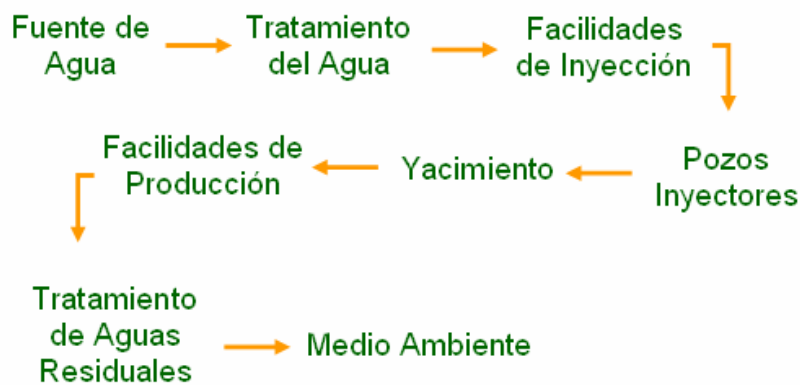 Fuente de
Agua
Tratamiento
del Agua
Facilidades
de Inyección
Pozos
Inyectores
Yacimiento
Facilidades de
Producción
Tratamiento
de Aguas
Residuales
Medio Ambiente